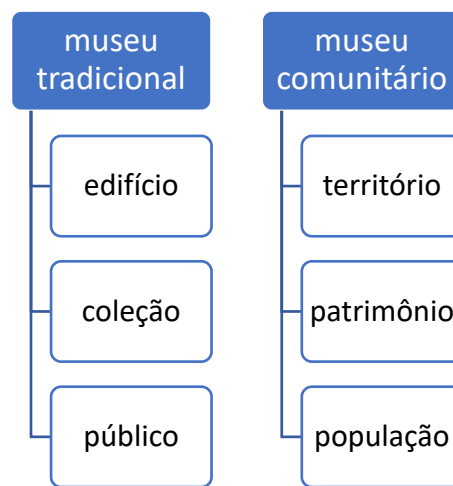 museu
tradicional
edifício
coleção
público
museu
comunitário
território
patrimônio
população